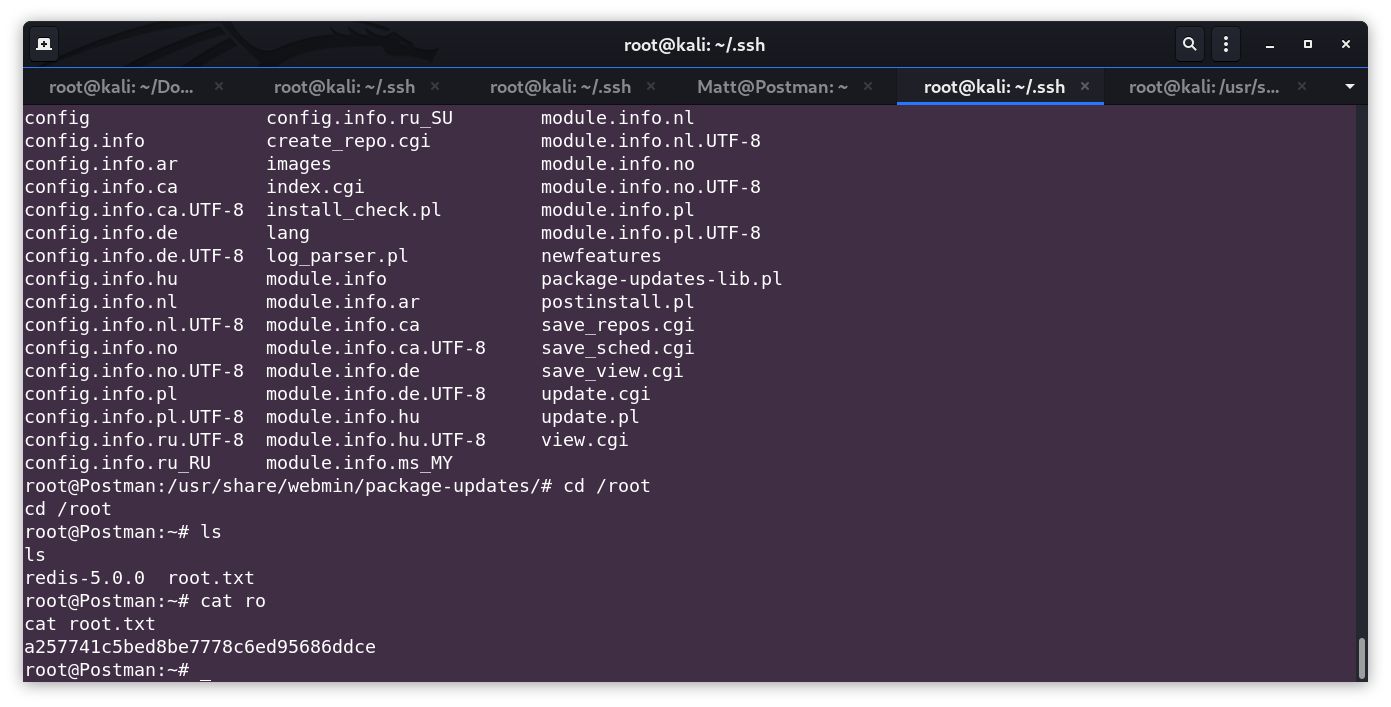 root@kali: ~/.ssh
root@kali: ~/Do... root@kali: ~/.ssh root@kali: ~/.ssh Matt@Postman: ~ root@kali: ~/.ssh root@kali: /usr/s...
config config.info.ru_SU module.info.nl
config.info create_repo.cgi module.info.nl.UTF-8
config.info.ar images module.info.no
config.info.ca index.cgi module.info.no.UTF-8
config.info.ca.UTF-8 install_check.pl module.info.pl
config.info.de lang module.info.pl.UTF-8
config.info.de.UTF-8 log_parser.pl newfeatures
config.info.hu module.info package-updates-lib.pl
config.info.nl module.info.ar postinstall.pl
config.info.nl.UTF-8 module.info.ca save_repos.cgi
config.info.no module.info.ca.UTF-8 save_sched.cgi
config.info.no.UTF-8 module.info.de save_view.cgi
config.info.pl module.info.de.UTF-8 update.cgi
config.info.pl.UTF-8 module.info.hu update.pl
config.info.ru.UTF-8 module.info.hu.UTF-8 view.cgi
config.info.ru_RU module.info.ms_MY
root@Postman:/usr/share/webmin/package-updates/# cd /root
cd /root
root@Postman:~# ls
ls
redis-5.0.0 root.txt
root@Postman:~# cat ro
cat root.txt
a257741c5bed8be7778c6ed95686ddce
root@Postman:~# _